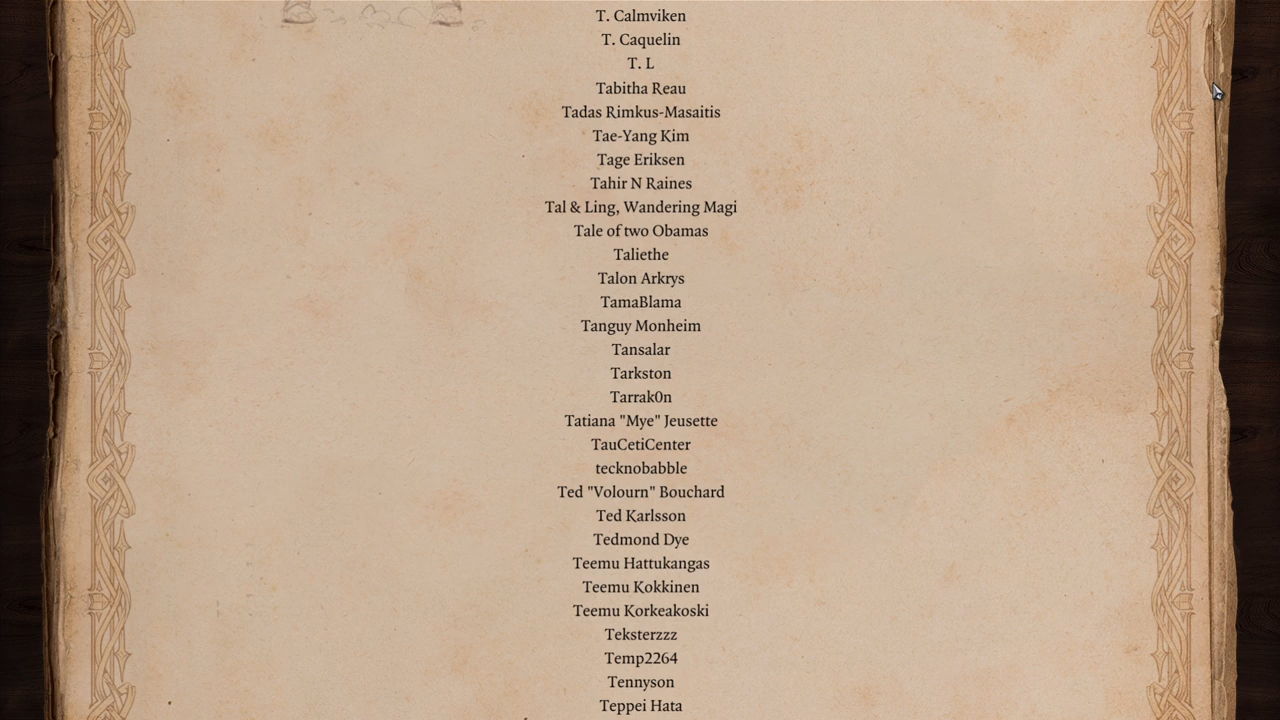 T. Calmviken
T. Caquelin
T. L
Tabitha Reau
Tadas Rimkus-Masaitis
Tae-Yang Kim
Tage Eriksen
Tahir N Raines
Tal & Ling, Wandering Magi
Tale of two Obamas
Taliethe
Talon Arkrys
TamaBlama
Tanguy Monheim
Tansalar
Tarkston
Tarrak0n
Tatiana "Mye" Jeusette
TauCetiCenter
tecknobabble
Ted "Volourn" Bouchard
Ted Karlsson
Tedmond Dye
Teemu Hattukangas
Teemu Kokkinen
Teemu Korkeakoski
Teksterzzz
Temp2264
Tennyson
Teppei Hata